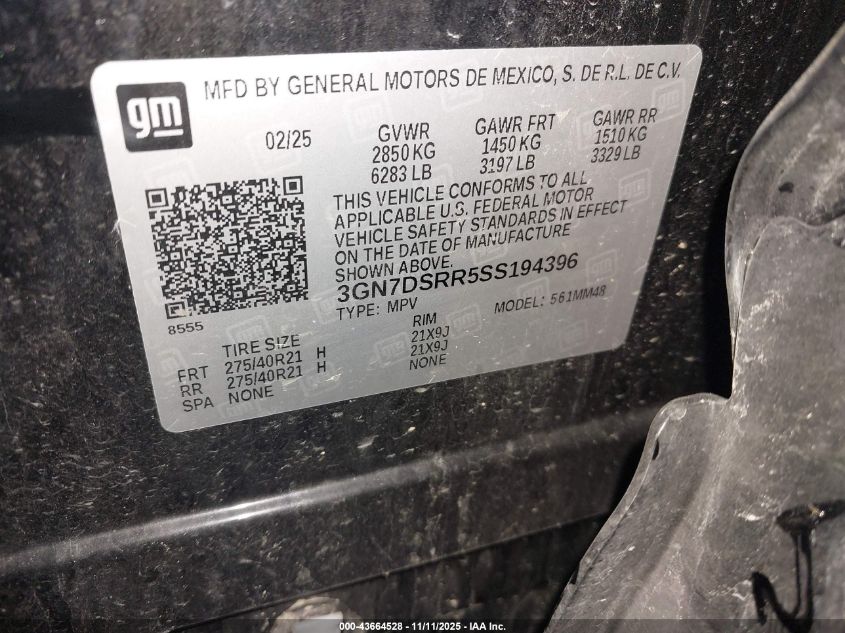 gm
MFD BY GENERAL MOTORS DE MEXICO, S. DE R.L. DE C.V.
02/25 GVWR GAWR FRT GAWR RR
2850 KG 1450 KG 1510 KG
6283 LB 3197 LB 3329 LB
THIS VEHICLE CONFORMS TO ALL
APPLICABLE U.S. FEDERAL MOTOR
VEHICLE SAFETY STANDARDS IN EFFECT
ON THE DATE OF MANUFACTURE
SHOWN ABOVE.
3GN7DSRR5SS194396
TYPE: MPV MODEL: 561MM48
8555
TIRE SIZE RIM
FRT 275/40R21 H 21X9J
RR 275/40R21 H 21X9J
SPA NONE NONE
N
000-43664528 - 11/11/2025 - IAA Inc.